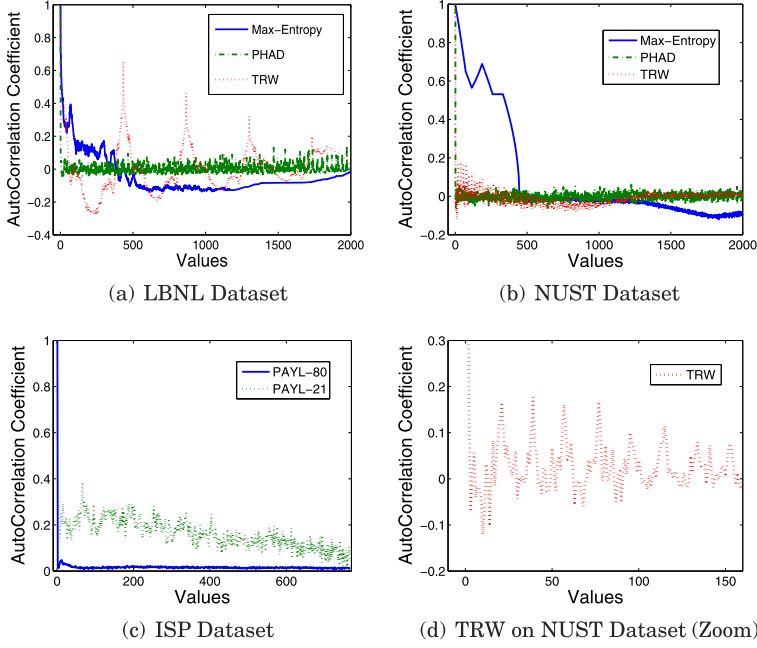 1
0.8
0.6
0.4
0.2
0
−0.2
−0.4
AutoCorrelation Coefficient
Max−Entropy
PHAD
TRW
0 500 1000 1500 2000
Values
(a) LBNL Dataset
1
0.8
0.6
0.4
0.2
0
−0.2
AutoCorrelation Coefficient
Max−Entropy
PHAD
TRW
0 500 1000 1500 2000
Values
(b) NUST Dataset
1
0.8
0.6
0.4
0.2
0
AutoCorrelation Coefficient
PAYL−80
PAYL−21
0 200 400 600
Values
(c) ISP Dataset
0.3
0.2
0.1
0
−0.1
−0.2
AutoCorrelation Coefficient
TRW
0 50 100 150
Values
(d) TRW on NUST Dataset (Zoom)